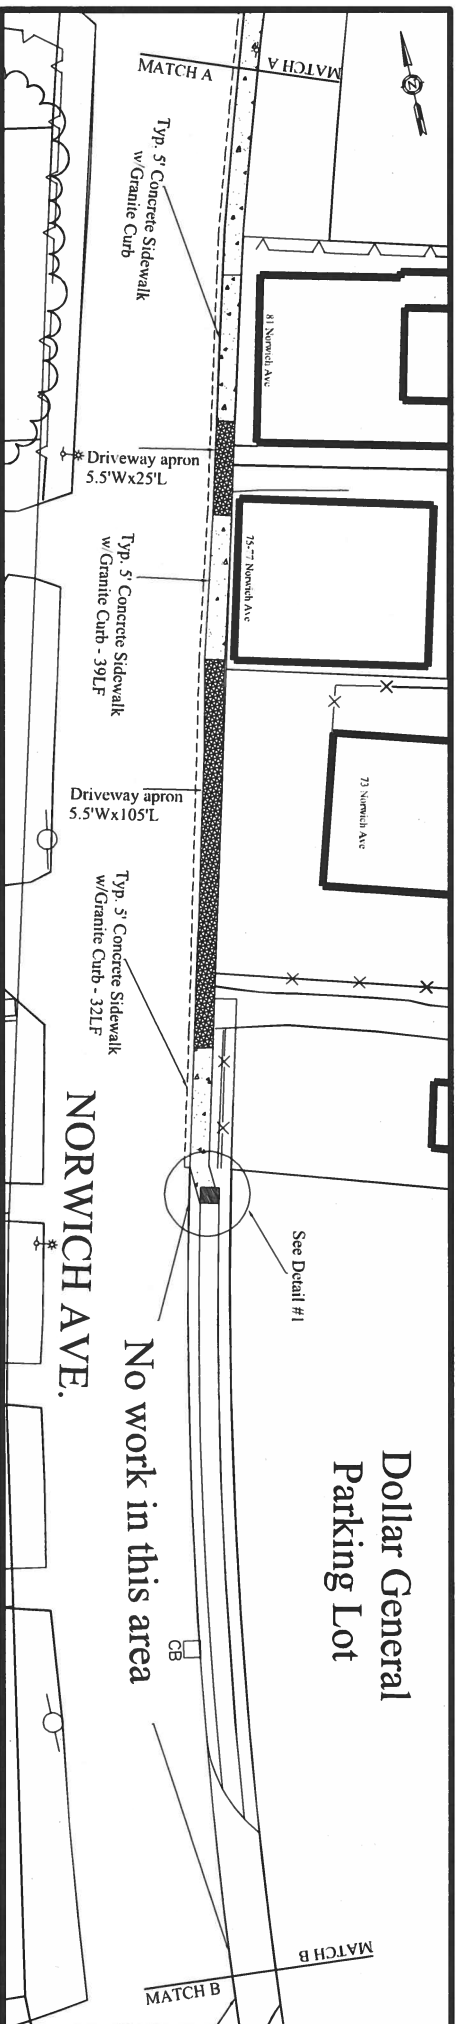 MATCH A
MATCH A
N
Typ. 5' Concrete Sidewalk
w/Granite Curb
81 Norwich Ave
Driveway apron
5.5'Wx25'L
75-77 Norwich Ave
Typ. 5' Concrete Sidewalk
w/Granite Curb - 39LF
Driveway apron
5.5'Wx105'L
73 Norwich Ave
Typ. 5' Concrete Sidewalk
w/Granite Curb - 32LF
NORWICH AVE.
See Detail #1
No work in this area
Dollar General
Parking Lot
CB
MATCH B
MATCH B